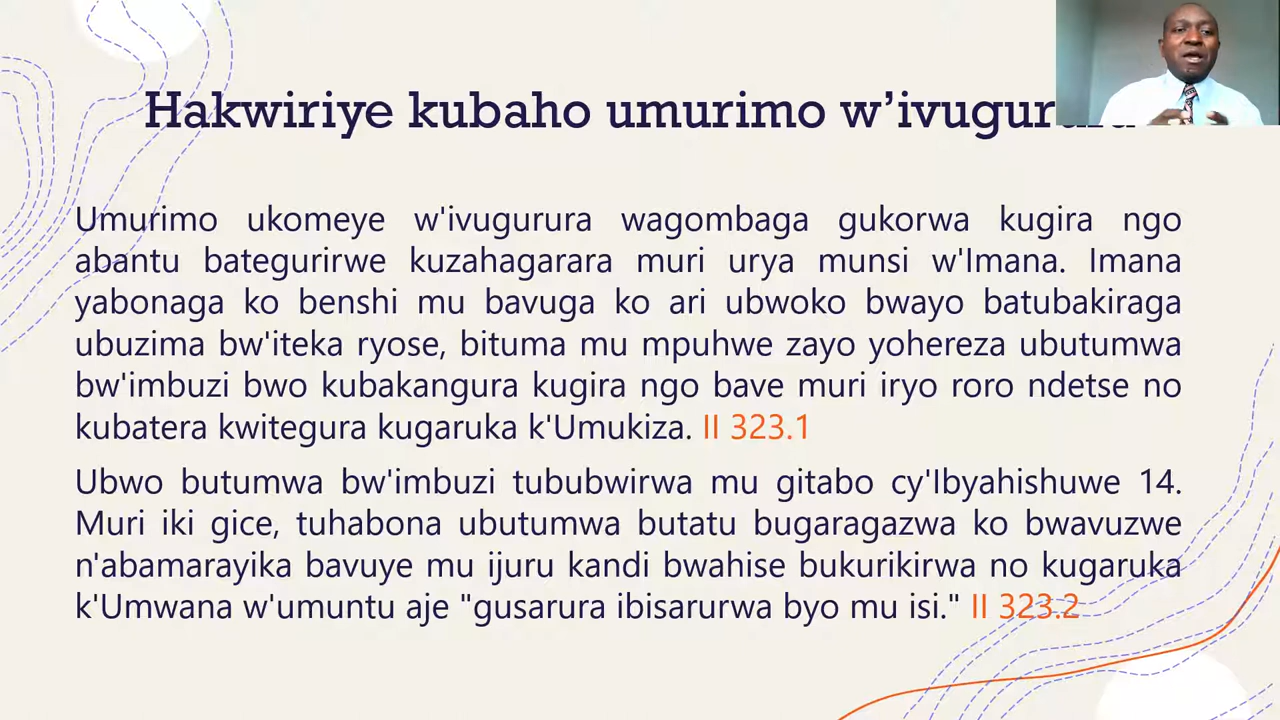 Hakwiriye kubaho umurimo
Umurimo ukomeye w'ivugurura wagombaga gukorwa kugira ngo
abantu bategurirwe kuzahagarara muri urya munsi w'Imana. Imana
yabonaga ko benshi mu bavuga ko ari ubwoko bwayo batubakiraga
ubuzima bw'iteka ryose, bituma mu mpuhwe zayo yohereza ubutumwa
bw'imbuzi bwo kubakangura kugira ngo bave muri iryo roro ndetse no
kubatera kwitegura kugaruka k'Umukiza. II 323.1
Ubwo butumwa bw'imbuzi tububwirwa mu gitabo cy'Ibyahishuwe 14.
Muri iki gice, tuhabona ubutumwa butatu bugaragazwa ko bwavuzwe
n'abamarayika bavuye mu ijuru kandi bwahise bukurikirwa no kugaruka
k'Umwana w'umuntu aje "gusarura ibisarurwa byo mu isi." II 323.2